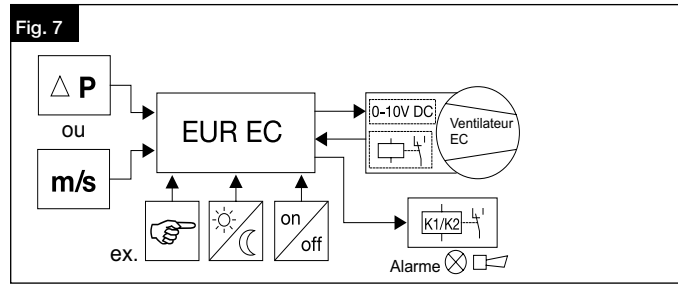 Fig. 7
△ P
ou
m/s
EUR EC
0-10V DC
Ventilateur
EC
ex.
on
off
K1/K2
Alarme